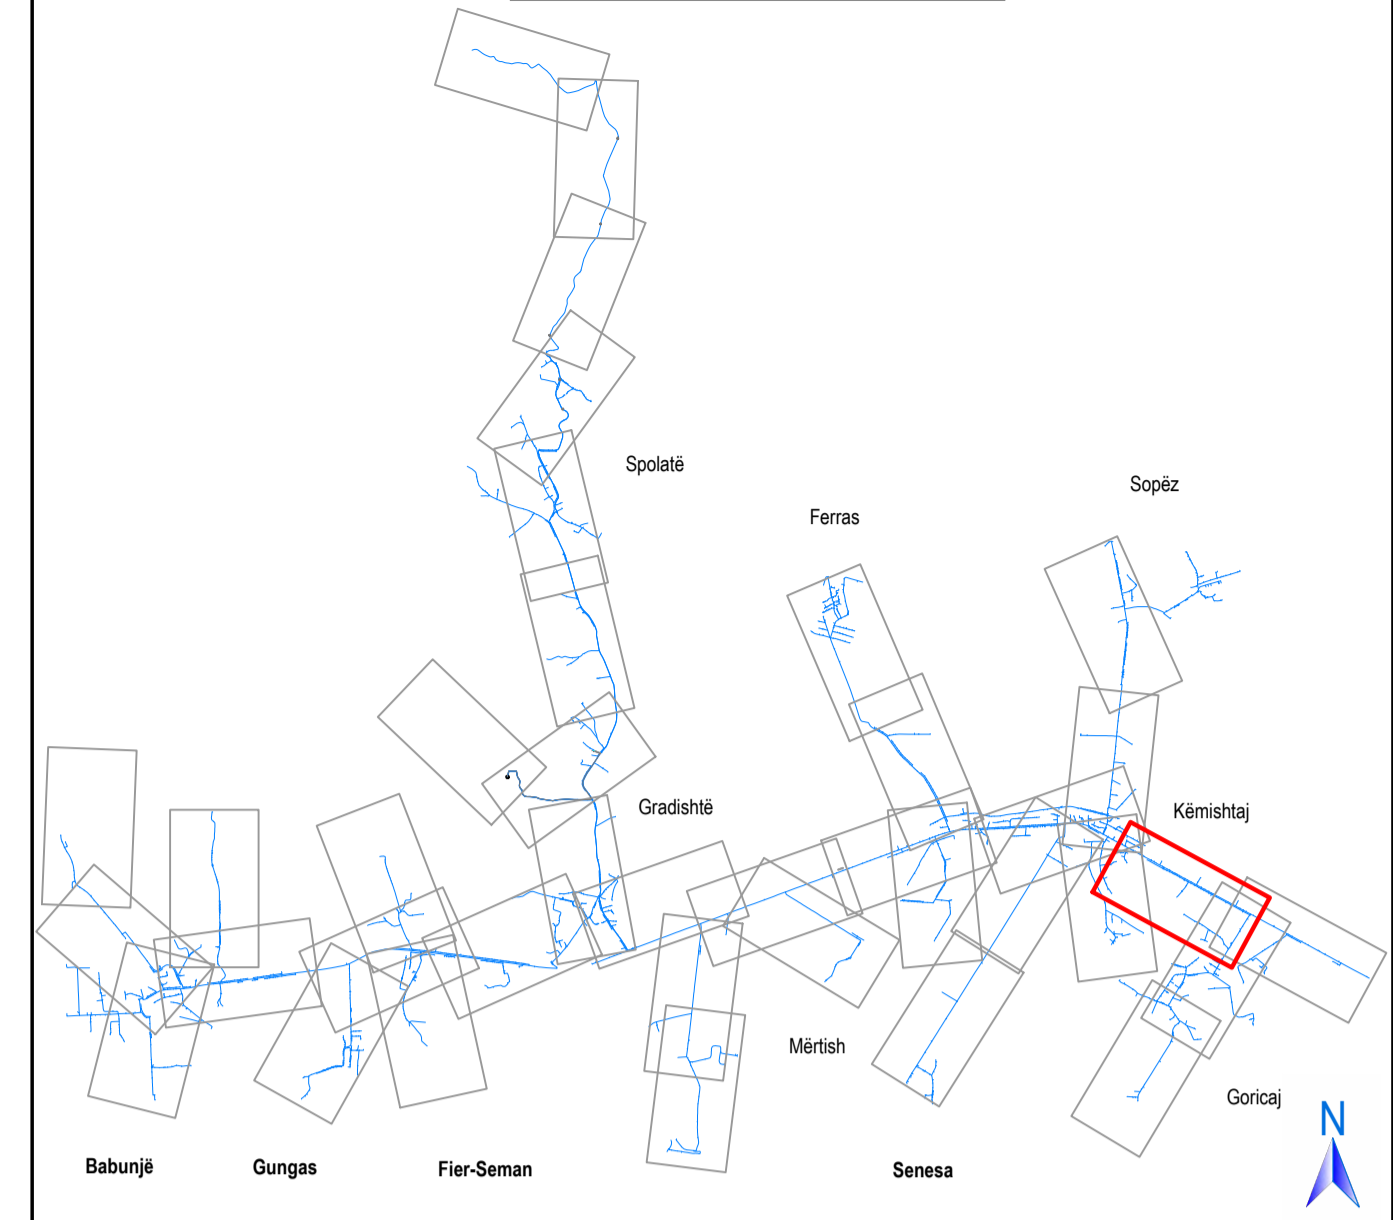 Spolatë
Sopëz
Ferras
Gradishtë
Këmishtaj
Mërtish
Goricaj
N
Babunjë
Gungas
Fier-Seman
Senesa